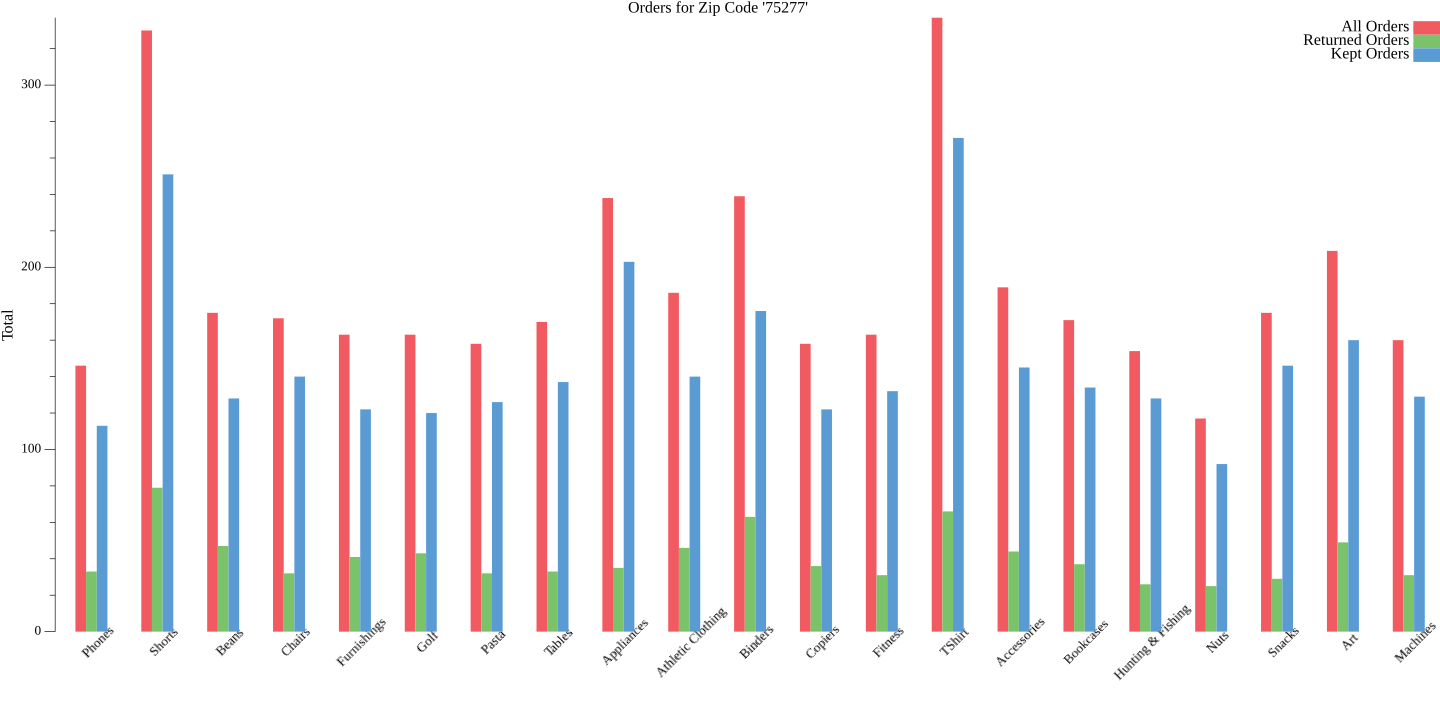 Orders for Zip Code '75277'
All Orders
Returned Orders
Kept Orders
Total
300
200
100
0
Phones
Shorts
Beans
Chairs
Furnishings
Golf
Pasta
Tables
Appliances
Athletic Clothing
Binders
Copiers
Fitness
TShirt
Accessories
Bookcases
Hunting & Fishing
Nuts
Snacks
Art
Machines